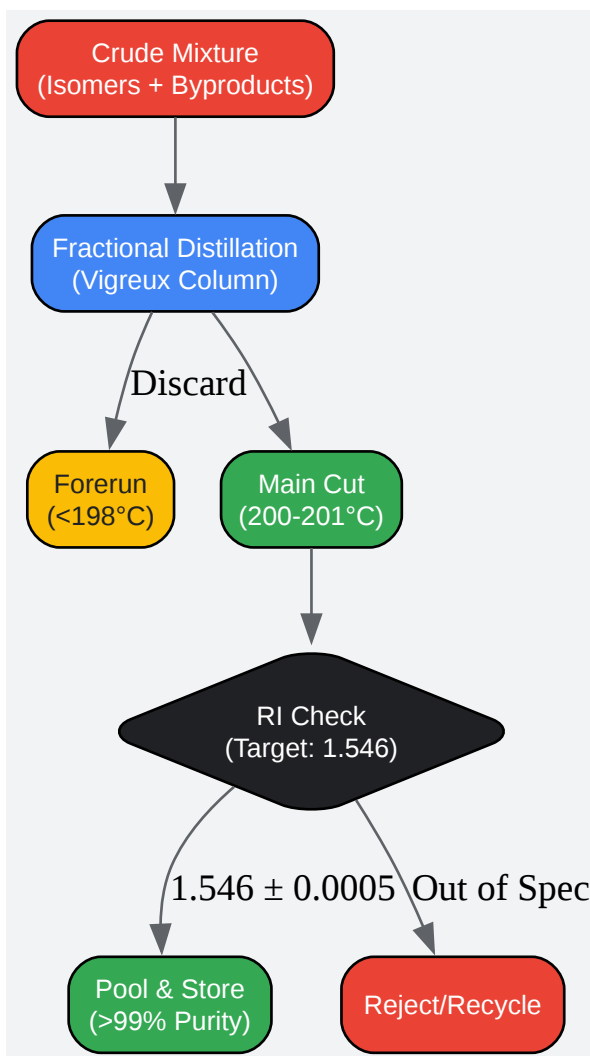 Crude Mixture
(Isomers + Byproducts)
Fractional Distillation
(Vigreux Column)
Discard
Forerun
(<198°C)
Main Cut
(200-201°C)
RI Check
(Target: 1.546)
1.546 ± 0.0005
Out of Spec
Pool & Store
(>99% Purity)
Reject/Recycle